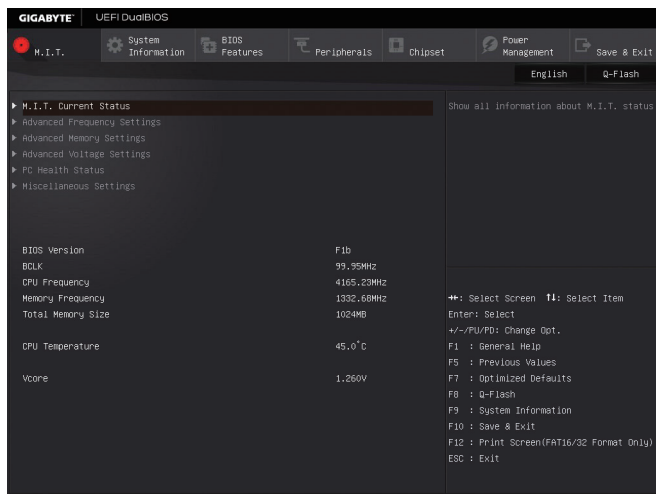 GIGABYTE™ UEFI DualBIOS
M.I.T.
System Information
BIOS Features
Peripherals
Chipset
Power Management
Save & Exit
English
Q-Flash
M.I.T. Current Status
Advanced Frequency Settings
Advanced Memory Settings
Advanced Voltage Settings
PC Health Status
Miscellaneous Settings
Show all information about M.I.T. status
BIOS Version F1b
BCLK 99.95MHz
CPU Frequency 4165.23MHz
Memory Frequency 1332.68MHz
Total Memory Size 1024MB
CPU Temperature 45.0°C
Vcore 1.260V
→←: Select Screen ↑↓: Select Item
Enter: Select
+/-/PU/PD: Change Opt.
F1 : General Help
F5 : Previous Values
F7 : Optimized Defaults
F8 : Q-Flash
F9 : System Information
F10 : Save & Exit
F12 : Print Screen(FAT16/32 Format Only)
ESC : Exit